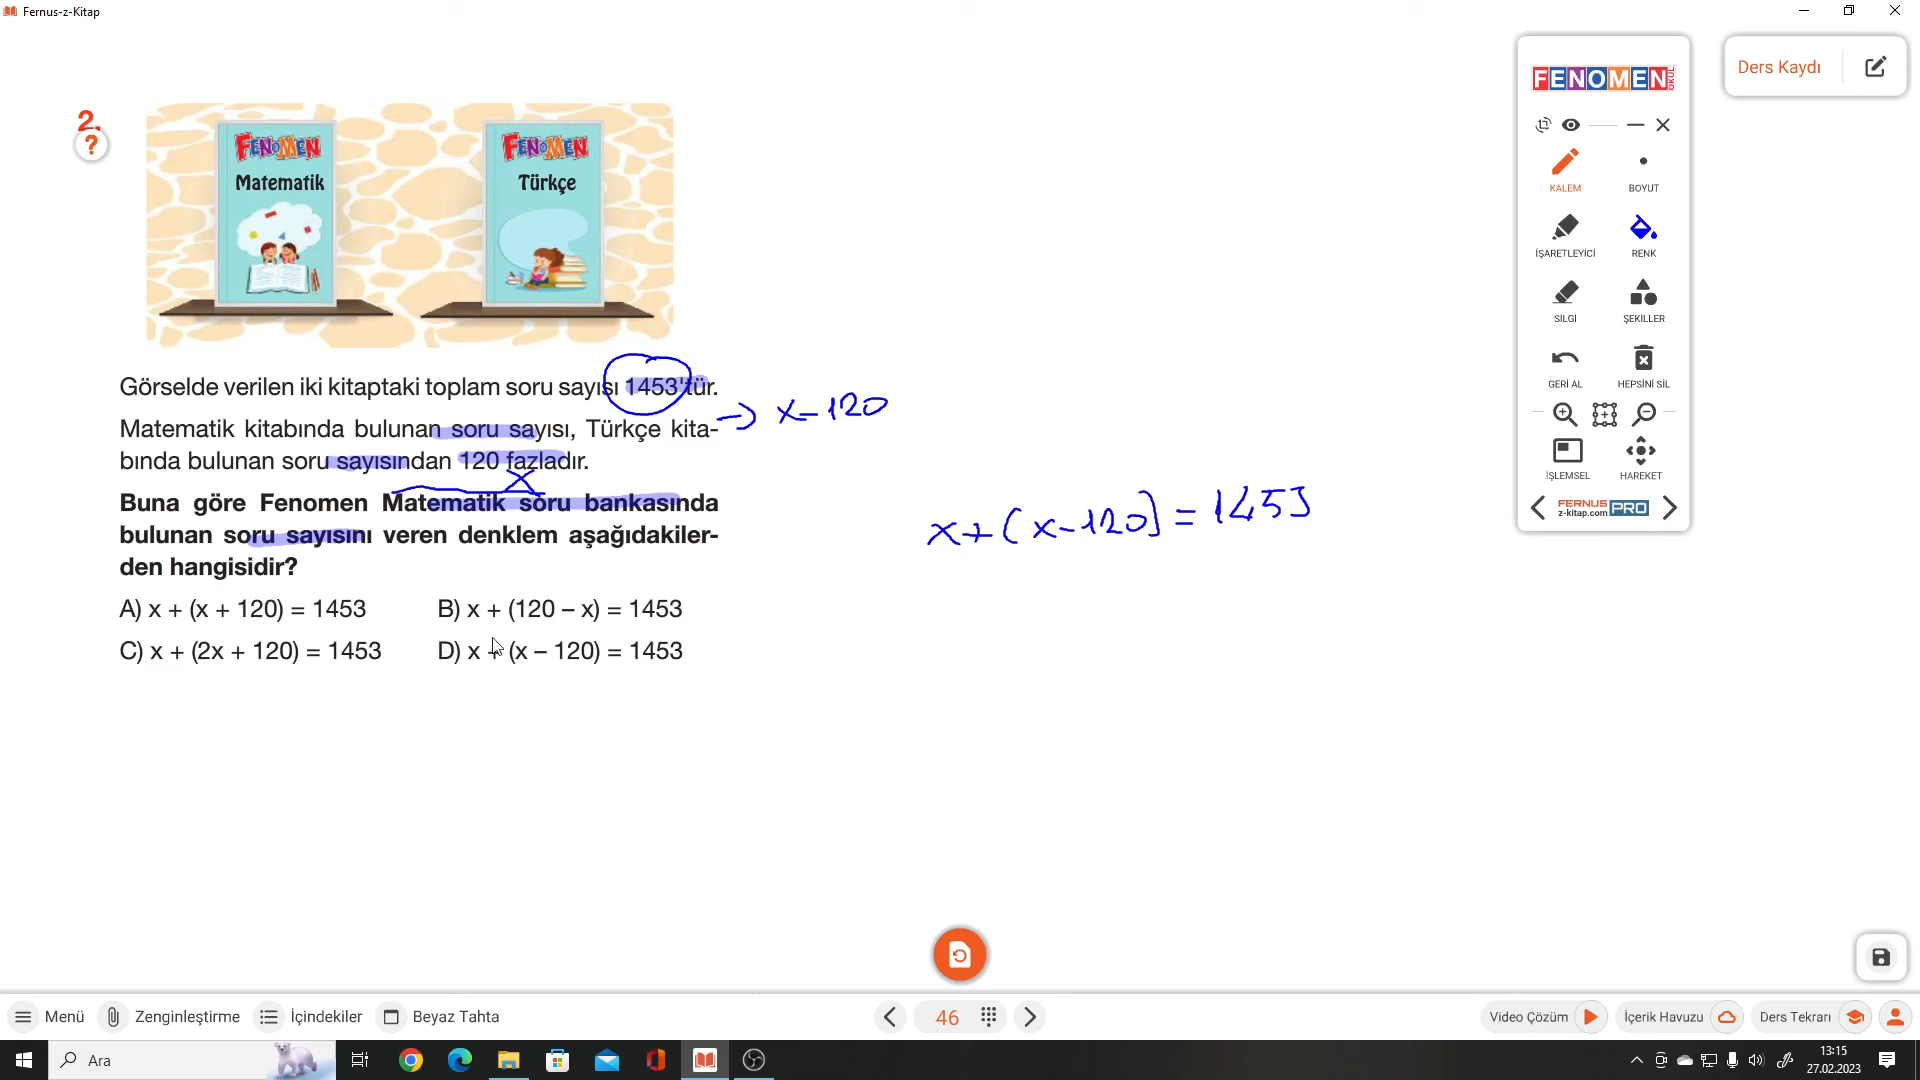 Fernus-z-Kitap
FENOMEN OKUL
Ders Kaydı
2.
?
FENOMEN
Matematik
FENOMEN
Türkçe
KALEM
BOYUT
İŞARETLEYİCİ
RENK
SİLGİ
ŞEKİLLER
GERİ AL
HEPSİNİ SİL
İŞLEMSEL
HAREKET
FERNUS
z-kitap.com PRO
Görselde verilen iki kitaptaki toplam soru sayısı 1453'tür.
→ x-120
Matematik kitabında bulunan soru sayısı, Türkçe kita-
bında bulunan soru sayısından 120 fazladır.
x
Buna göre Fenomen Matematik soru bankasında
bulunan soru sayısını veren denklem aşağıdakiler-
den hangisidir?
x+(x-120) = 1453
A) x + (x + 120) = 1453
B) x + (120 – x) = 1453
C) x + (2x + 120) = 1453
D) x + (x – 120) = 1453
Menü
Zenginleştirme
İçindekiler
Beyaz Tahta
46
Video Çözüm
İçerik Havuzu
Ders Tekrarı
Ara
13:15
27.02.2023